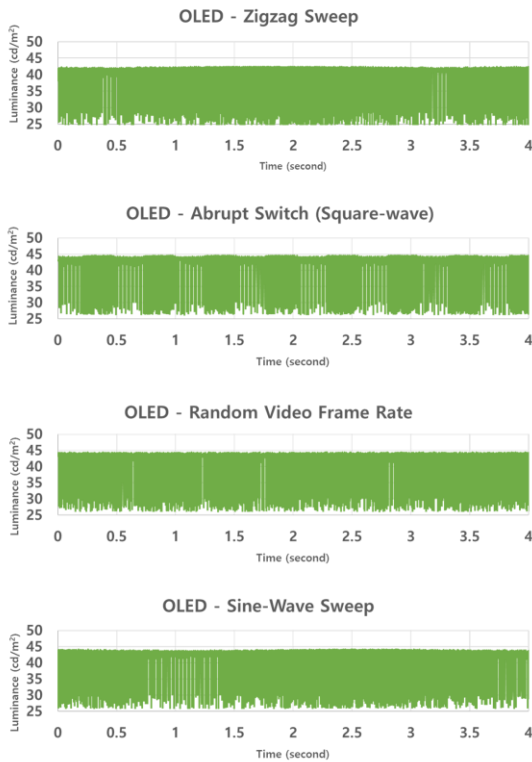 OLED - Zigzag Sweep
Luminance (cd/m²)
50
45
40
35
30
25
0 0.5 1 1.5 2 2.5 3 3.5 4
Time (second)
OLED - Abrupt Switch (Square-wave)
Luminance (cd/m²)
50
45
40
35
30
25
0 0.5 1 1.5 2 2.5 3 3.5 4
Time (second)
OLED - Random Video Frame Rate
Luminance (cd/m²)
50
45
40
35
30
25
0 0.5 1 1.5 2 2.5 3 3.5 4
Time (second)
OLED - Sine-Wave Sweep
Luminance (cd/m²)
50
45
40
35
30
25
0 0.5 1 1.5 2 2.5 3 3.5 4
Time (second)